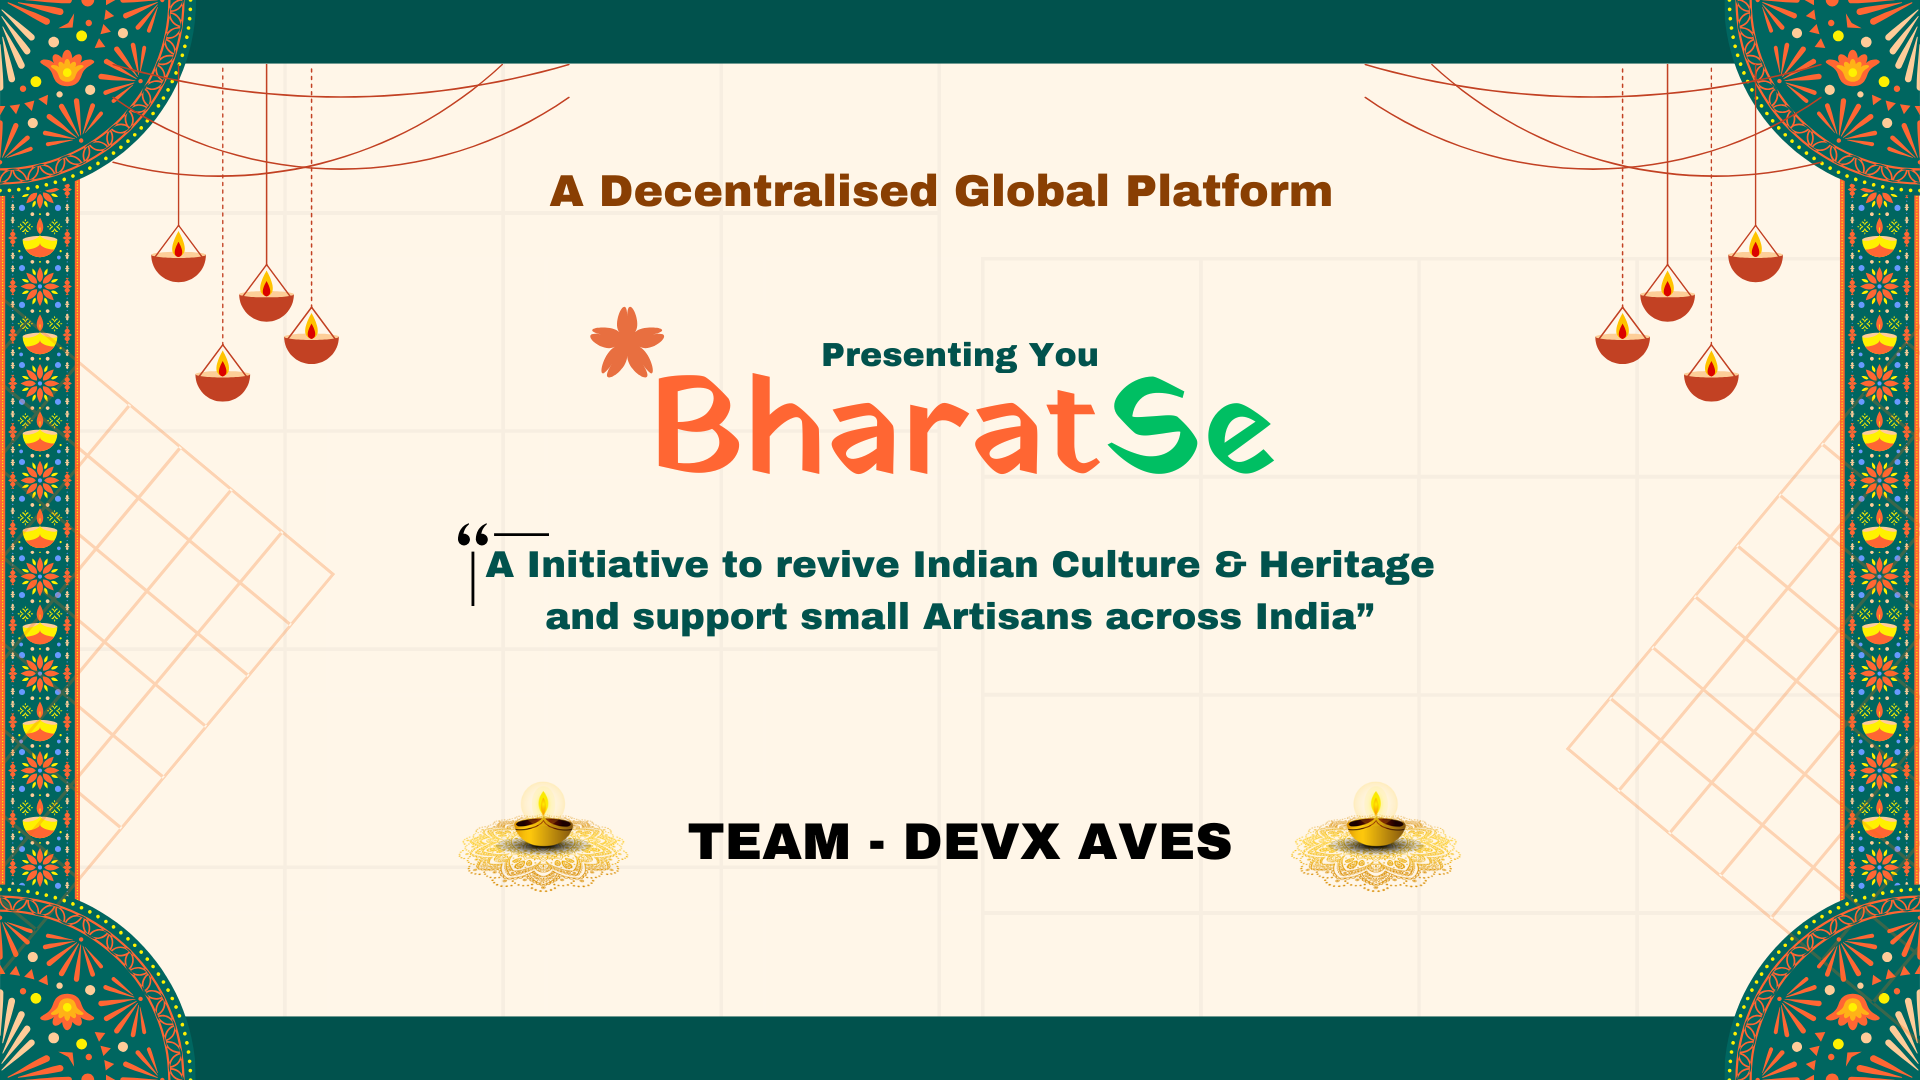 A Decentralised Global Platform
Presenting You
BharatSe
“A Initiative to revive Indian Culture & Heritage
and support small Artisans across India”
TEAM - DEVX AVES